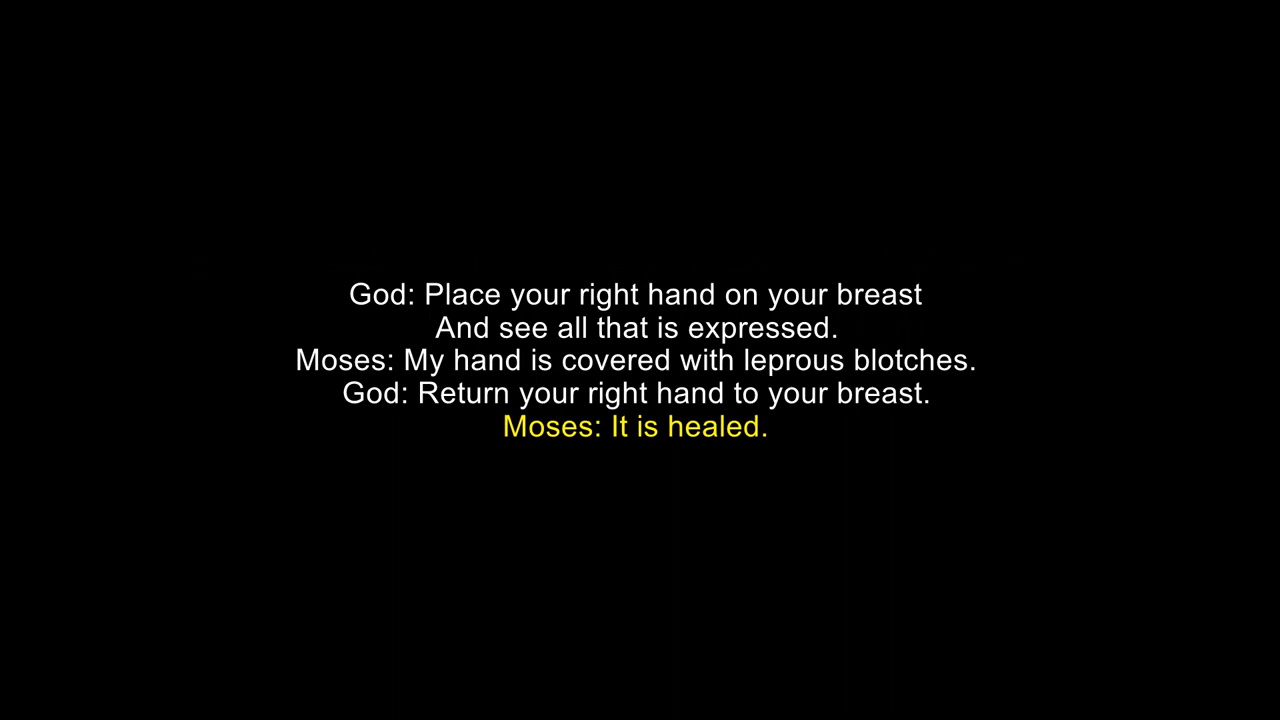 God: Place your right hand on your breast
And see all that is expressed.
Moses: My hand is covered with leprous blotches.
God: Return your right hand to your breast.
Moses: It is healed.